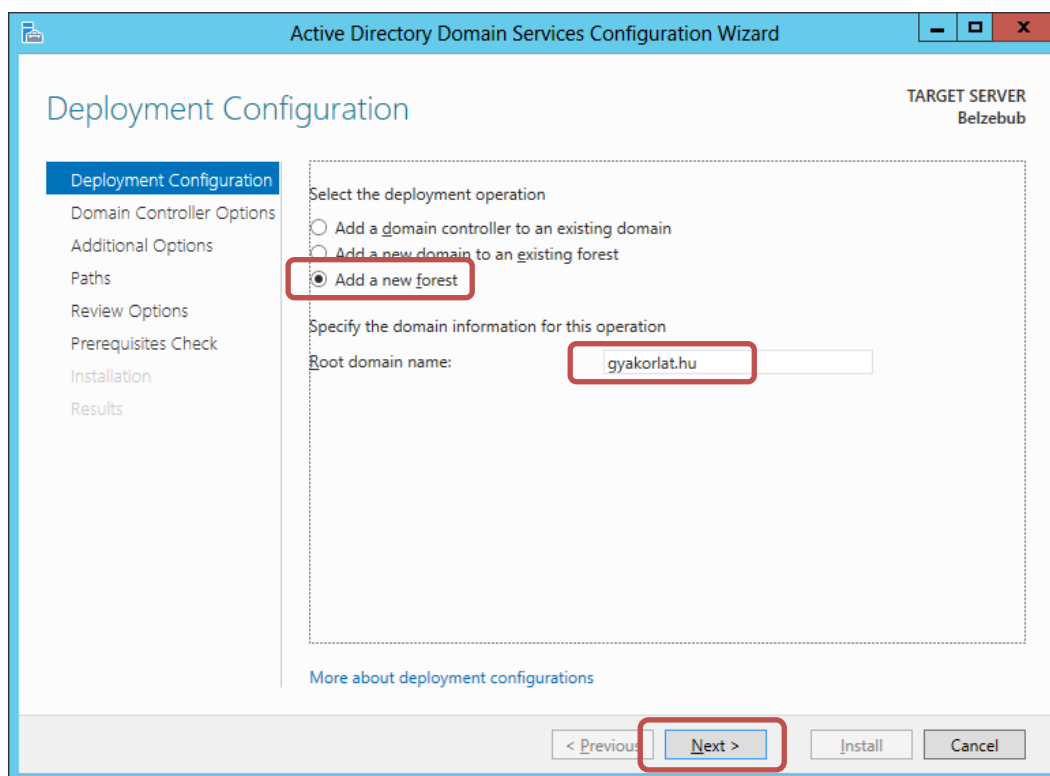 Active Directory Domain Services Configuration Wizard
Deployment Configuration
TARGET SERVER
Belzebub
Deployment Configuration
Domain Controller Options
Additional Options
Paths
Review Options
Prerequisites Check
Installation
Results
Select the deployment operation
Add a domain controller to an existing domain
Add a new domain to an existing forest
Add a new forest
Specify the domain information for this operation
Root domain name:
gyakorlat.hu
More about deployment configurations
< Previous
Next >
Install
Cancel